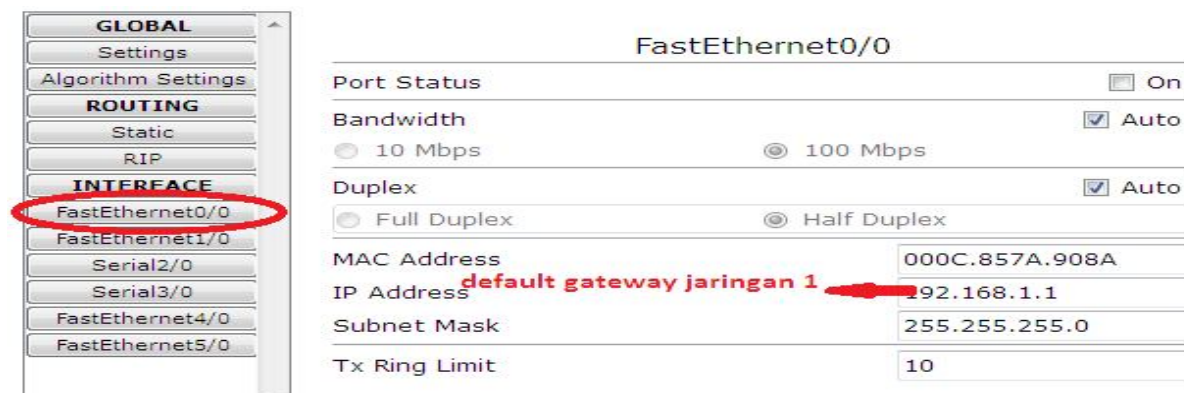 GLOBAL
Settings
Algorithm Settings
ROUTING
Static
RIP
INTERFACE
FastEthernet0/0
FastEthernet1/0
Serial2/0
Serial3/0
FastEthernet4/0
FastEthernet5/0
FastEthernet0/0
Port Status On
Bandwidth Auto
10 Mbps 100 Mbps
Duplex Auto
Full Duplex Half Duplex
MAC Address 000C.857A.908A
default gateway jaringan 1
IP Address 192.168.1.1
Subnet Mask 255.255.255.0
Tx Ring Limit 10